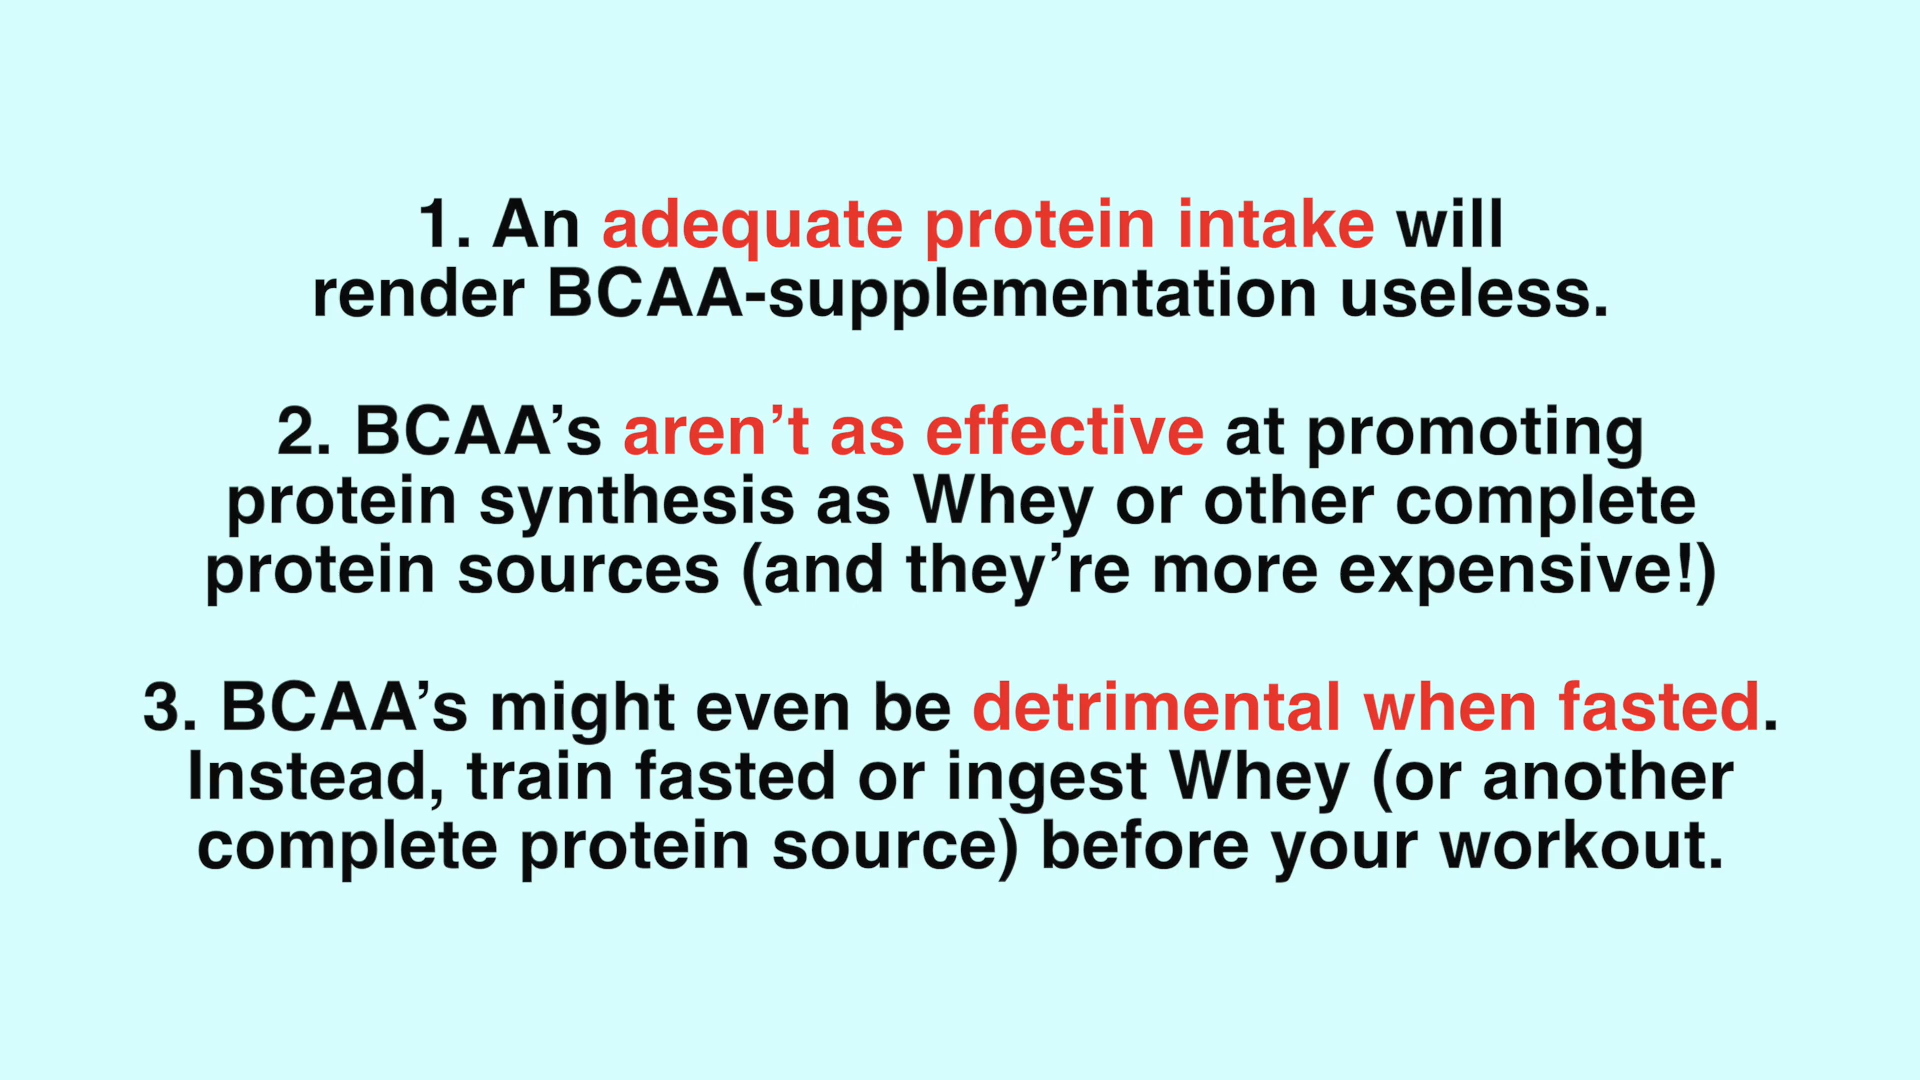 1. An adequate protein intake will
render BCAA-supplementation useless.
2. BCAA’s aren’t as effective at promoting
protein synthesis as Whey or other complete
protein sources (and they’re more expensive!)
3. BCAA’s might even be detrimental when fasted.
Instead, train fasted or ingest Whey (or another
complete protein source) before your workout.